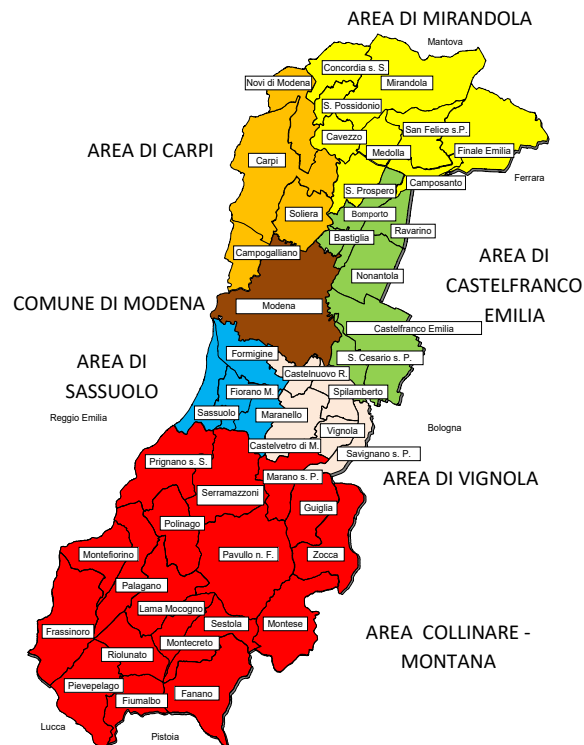 AREA DI MIRANDOLA
Mantova
Concordia s. S.
Novi di Modena
Mirandola
S. Possidonio
Cavezzo
San Felice s.P.
AREA DI CARPI
Medolla
Finale Emilia
Carpi
Ferrara
Camposanto
S. Prospero
Soliera
Bomporto
Ravarino
Bastiglia
Campogalliano
AREA DI
CASTELFRANCO
EMILIA
Nonantola
COMUNE DI MODENA
Modena
Castelfranco Emilia
Formigine
S. Cesario s. P.
AREA DI
SASSUOLO
Castelnuovo R.
Fiorano M.
Spilamberto
Reggio Emilia
Sassuolo
Maranello
Vignola
Bologna
Castelvetro di M.
Savignano s. P.
Prignano s. S.
Marano s. P.
AREA DI VIGNOLA
Serramazzoni
Guiglia
Polinago
Montefiorino
Pavullo n. F.
Zocca
Palagano
Lama Mocogno
Frassinoro
Sestola
Montese
Montecreto
Riolunato
AREA COLLINARE -
MONTANA
Pievepelago
Fiumalbo
Fanano
Lucca
Pistoia